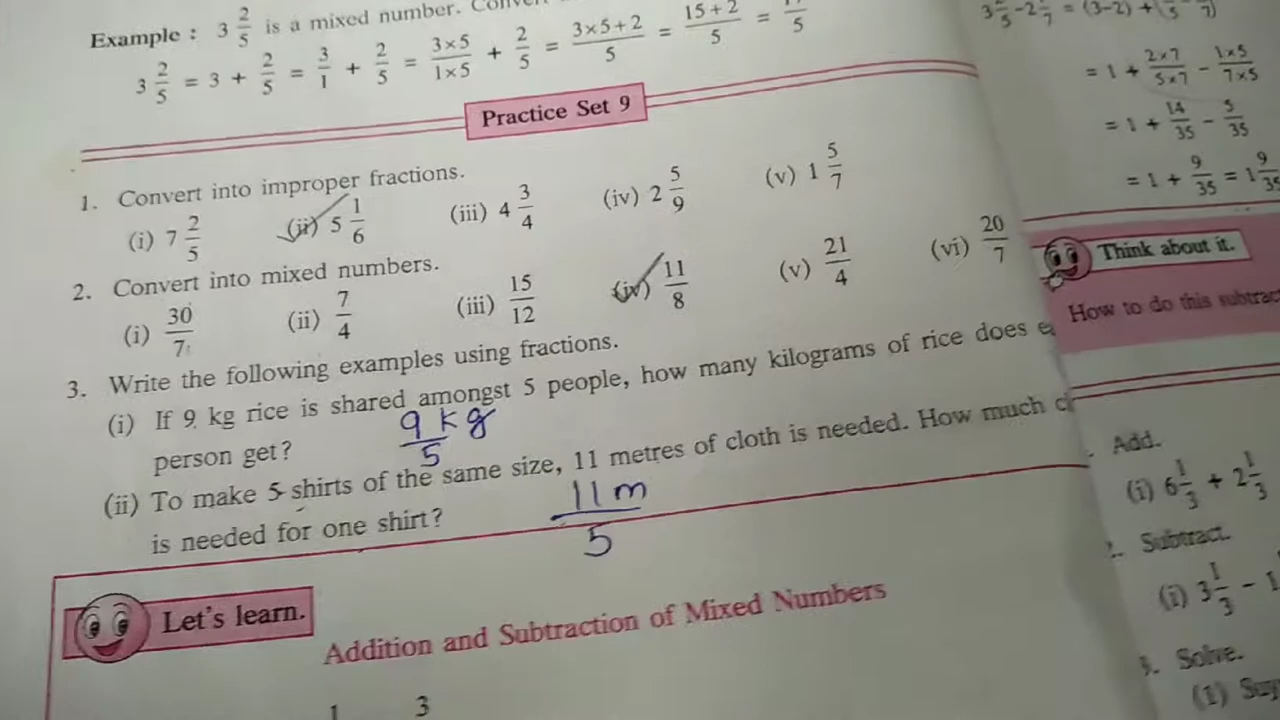 Example : 3 2/5 is a mixed number.
3 2/5 = 3 + 2/5 = 3/1 + 2/5 = 3×5/1×5 + 2/5 = 3×5+2/5 = 15+2/5 = /5
Practice Set 9
1. Convert into improper fractions.
(i) 7 2/5 (ii) 5 1/6 (iii) 4 3/4 (iv) 2 5/9 (v) 1 5/7
2. Convert into mixed numbers.
(i) 30/7 (ii) 7/4 (iii) 15/12 (iv) 11/8 (v) 21/4 (vi) 20/7
3. Write the following examples using fractions.
(i) If 9 kg rice is shared amongst 5 people, how many kilograms of rice does
person get?
9/5 kg
(ii) To make 5 shirts of the same size, 11 metres of cloth is needed. How much
is needed for one shirt?
11 m/5
Let's learn.
Addition and Subtraction of Mixed Numbers
1 3
= 1 + 2×7/5×7 − 1×5/7×5
= 1 + 14/35 − 5/35
= 1 + 9/35 = 1 9/35
Think about it.
How to do this
Add.
(i) 6 1/3 + 2 1/3
Subtract.
(i) 3 1/3 −
Solve.
(1)